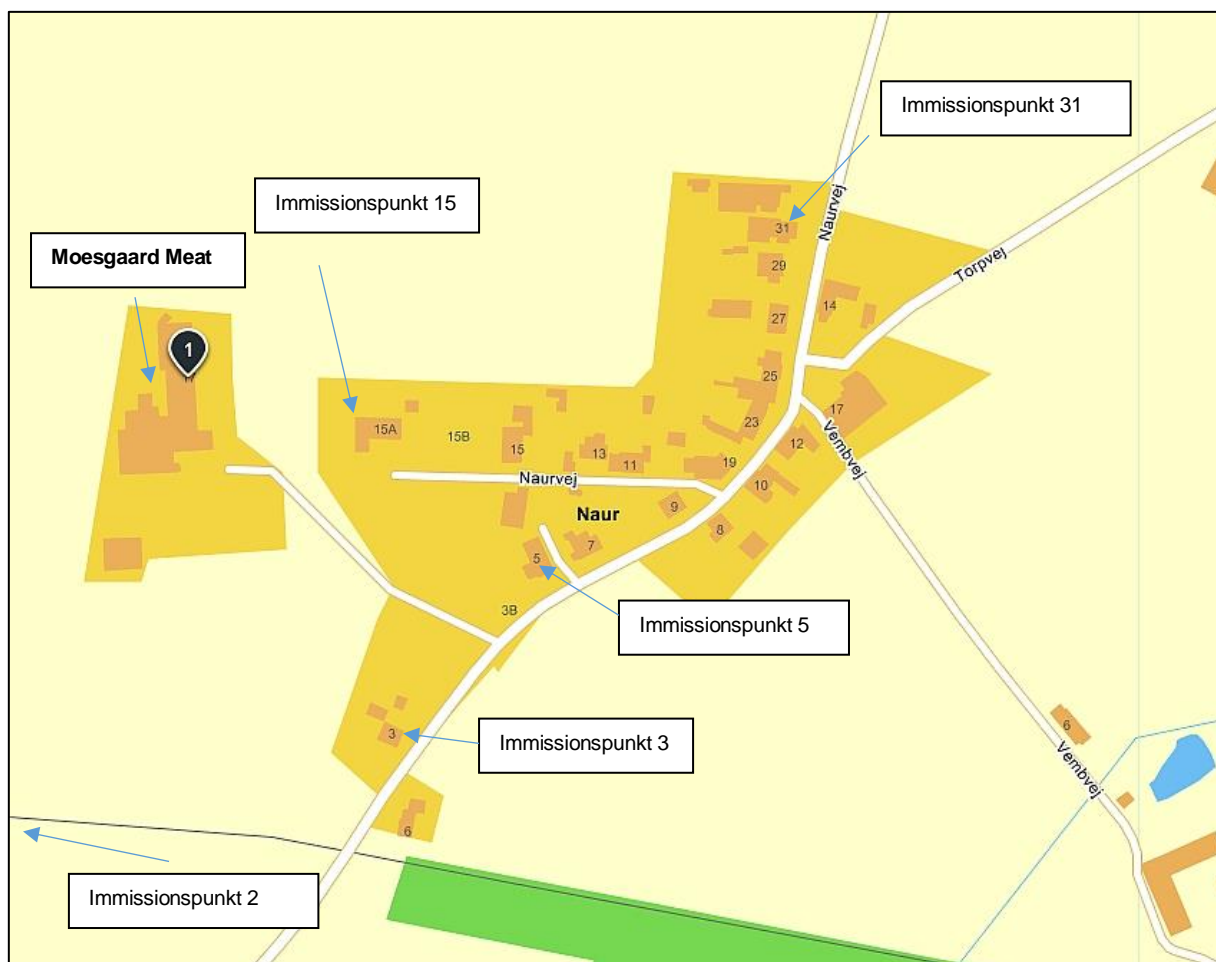 Immissionspunkt 31
Immissionspunkt 15
Moesgaard Meat
1
31
29
27
25
23
14
17
12
Naurvej
Torpvej
15A
15B
15
13
11
19
10
Naurvej
Vembvej
Naur
9
8
7
5
3B
Immissionspunkt 5
3
Immissionspunkt 3
6
6
Vembvej
Immissionspunkt 2